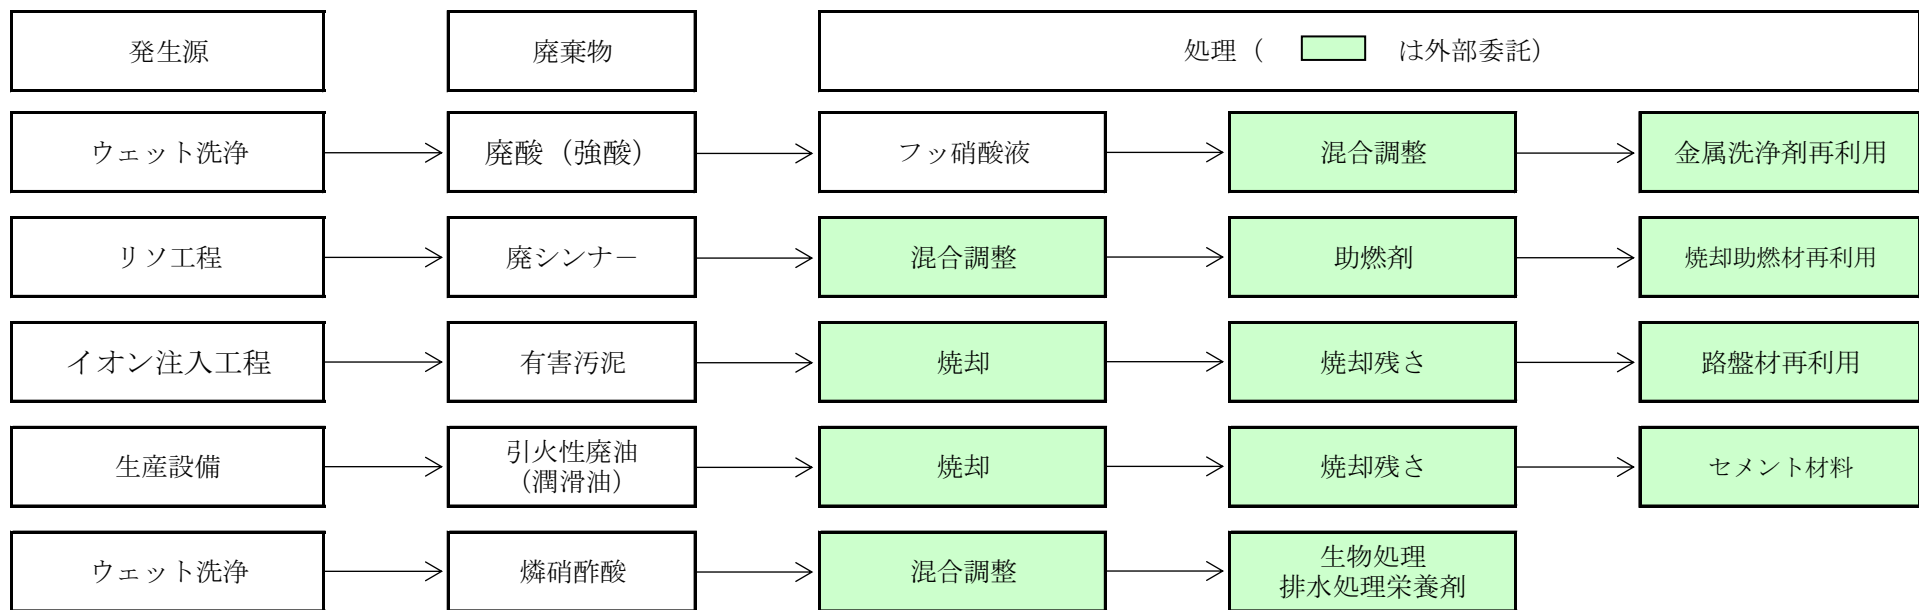 発生源
廃棄物
処理（　は外部委託）
ウェット洗浄
廃酸（強酸）
フッ硝酸液
混合調整
金属洗浄剤再利用
リソ工程
廃シンナ－
混合調整
助燃剤
焼却助燃材再利用
イオン注入工程
有害汚泥
焼却
焼却残さ
路盤材再利用
生産設備
引火性廃油
（潤滑油）
焼却
焼却残さ
セメント材料
ウェット洗浄
燐硝酢酸
混合調整
生物処理
排水処理栄養剤